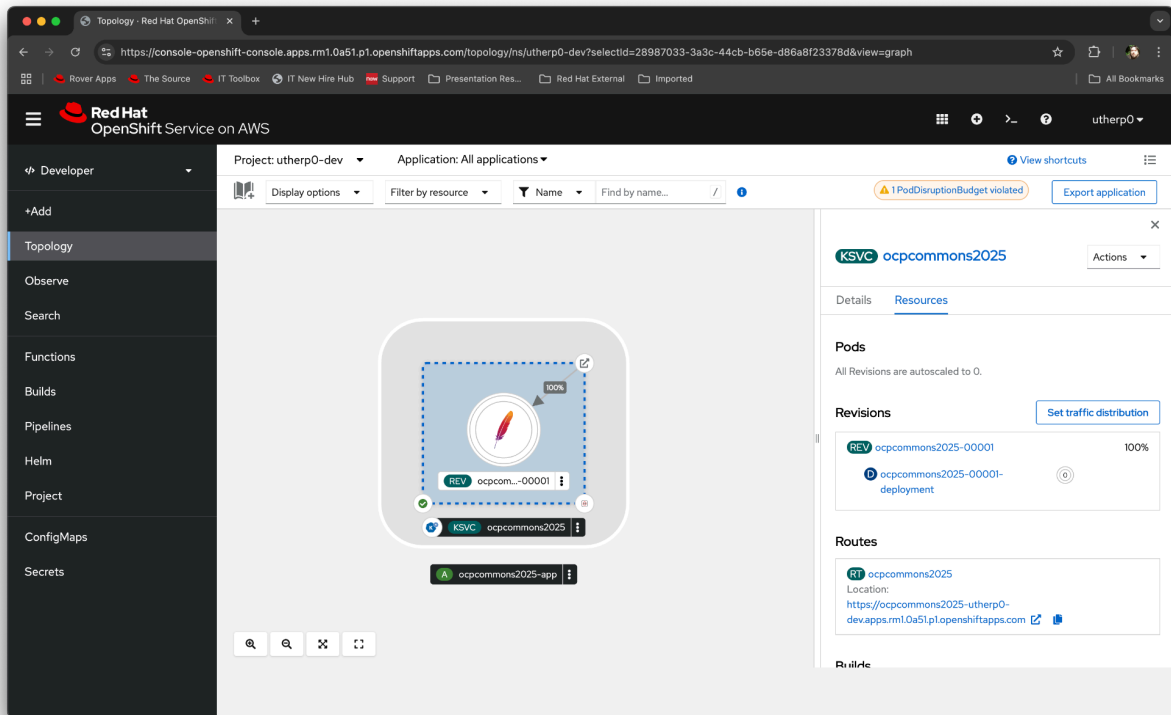 Topology · Red Hat OpenShift
https://console-openshift-console.apps.rm1.0a51.p1.openshiftapps.com/topology/ns/utherp0-dev?selectId=28987033-3a3c-44cb-b65e-d86a8f23378d&view=graph
Rover Apps The Source IT Toolbox IT New Hire Hub Support Presentation Res... Red Hat External Imported All Bookmarks
Red Hat
OpenShift Service on AWS
utherp0
Developer
+Add
Topology
Observe
Search
Functions
Builds
Pipelines
Helm
Project
ConfigMaps
Secrets
Project: utherp0-dev Application: All applications View shortcuts
Display options Filter by resource Name Find by name... / 1 PodDisruptionBudget violated Export application
100%
REV ocpcom...-00001
KSVC ocpcommons2025
A ocpcommons2025-app
KSVC ocpcommons2025 Actions
Details Resources
Pods
All Revisions are autoscaled to 0.
Revisions Set traffic distribution
REV ocpcommons2025-00001 100%
D ocpcommons2025-00001- 0
deployment
Routes
RT ocpcommons2025
Location:
https://ocpcommons2025-utherp0-
dev.apps.rm1.0a51.p1.openshiftapps.com
Builds